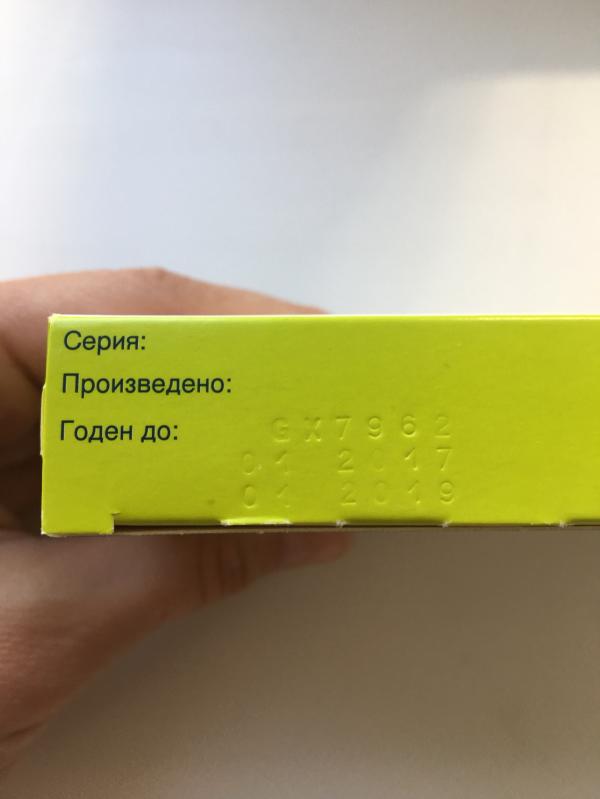 Серия:
Произведено:
Годен до:
GX7962
01 2017
01 2019